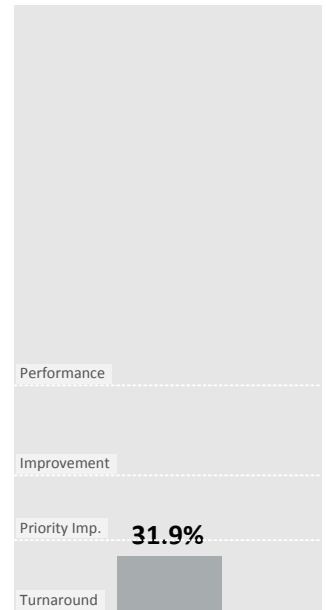 Performance
Improvement
Priority Imp.
31.9%
Turnaround